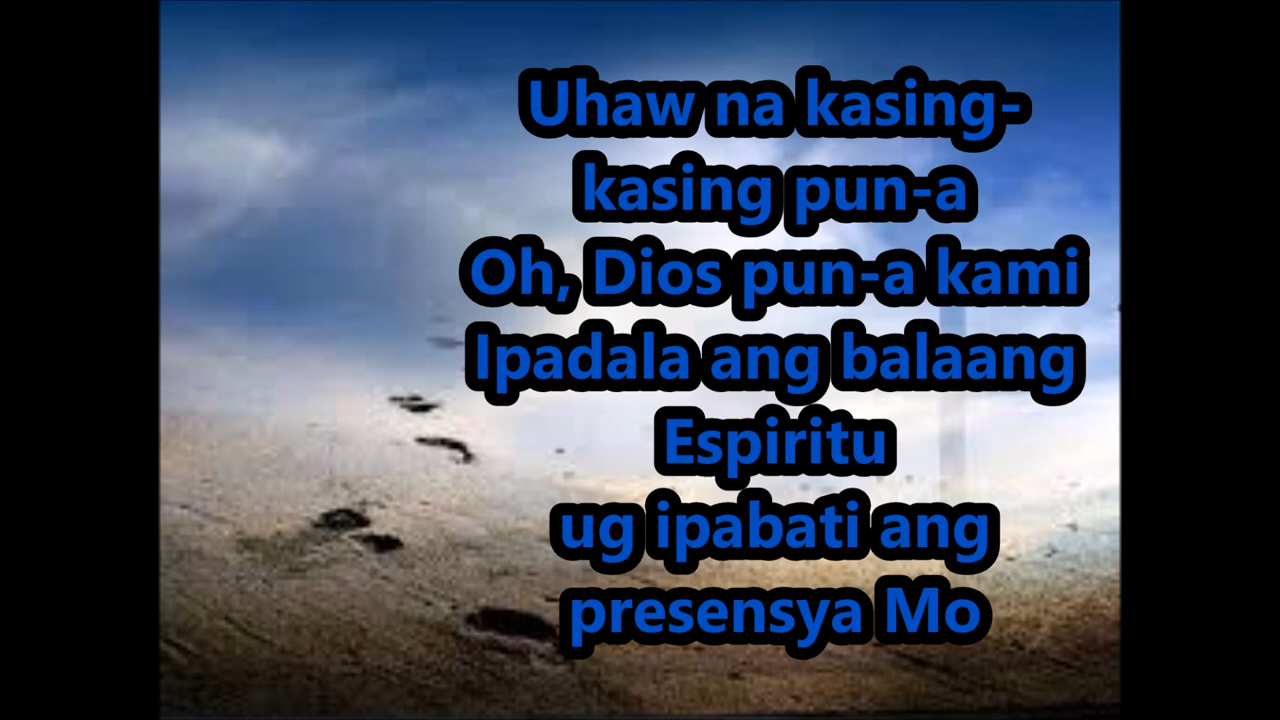 Uhaw na kasing-
kasing pun-a
Oh, Dios pun-a kami
Ipadala ang balaang
Espiritu
ug ipabati ang
presensya Mo